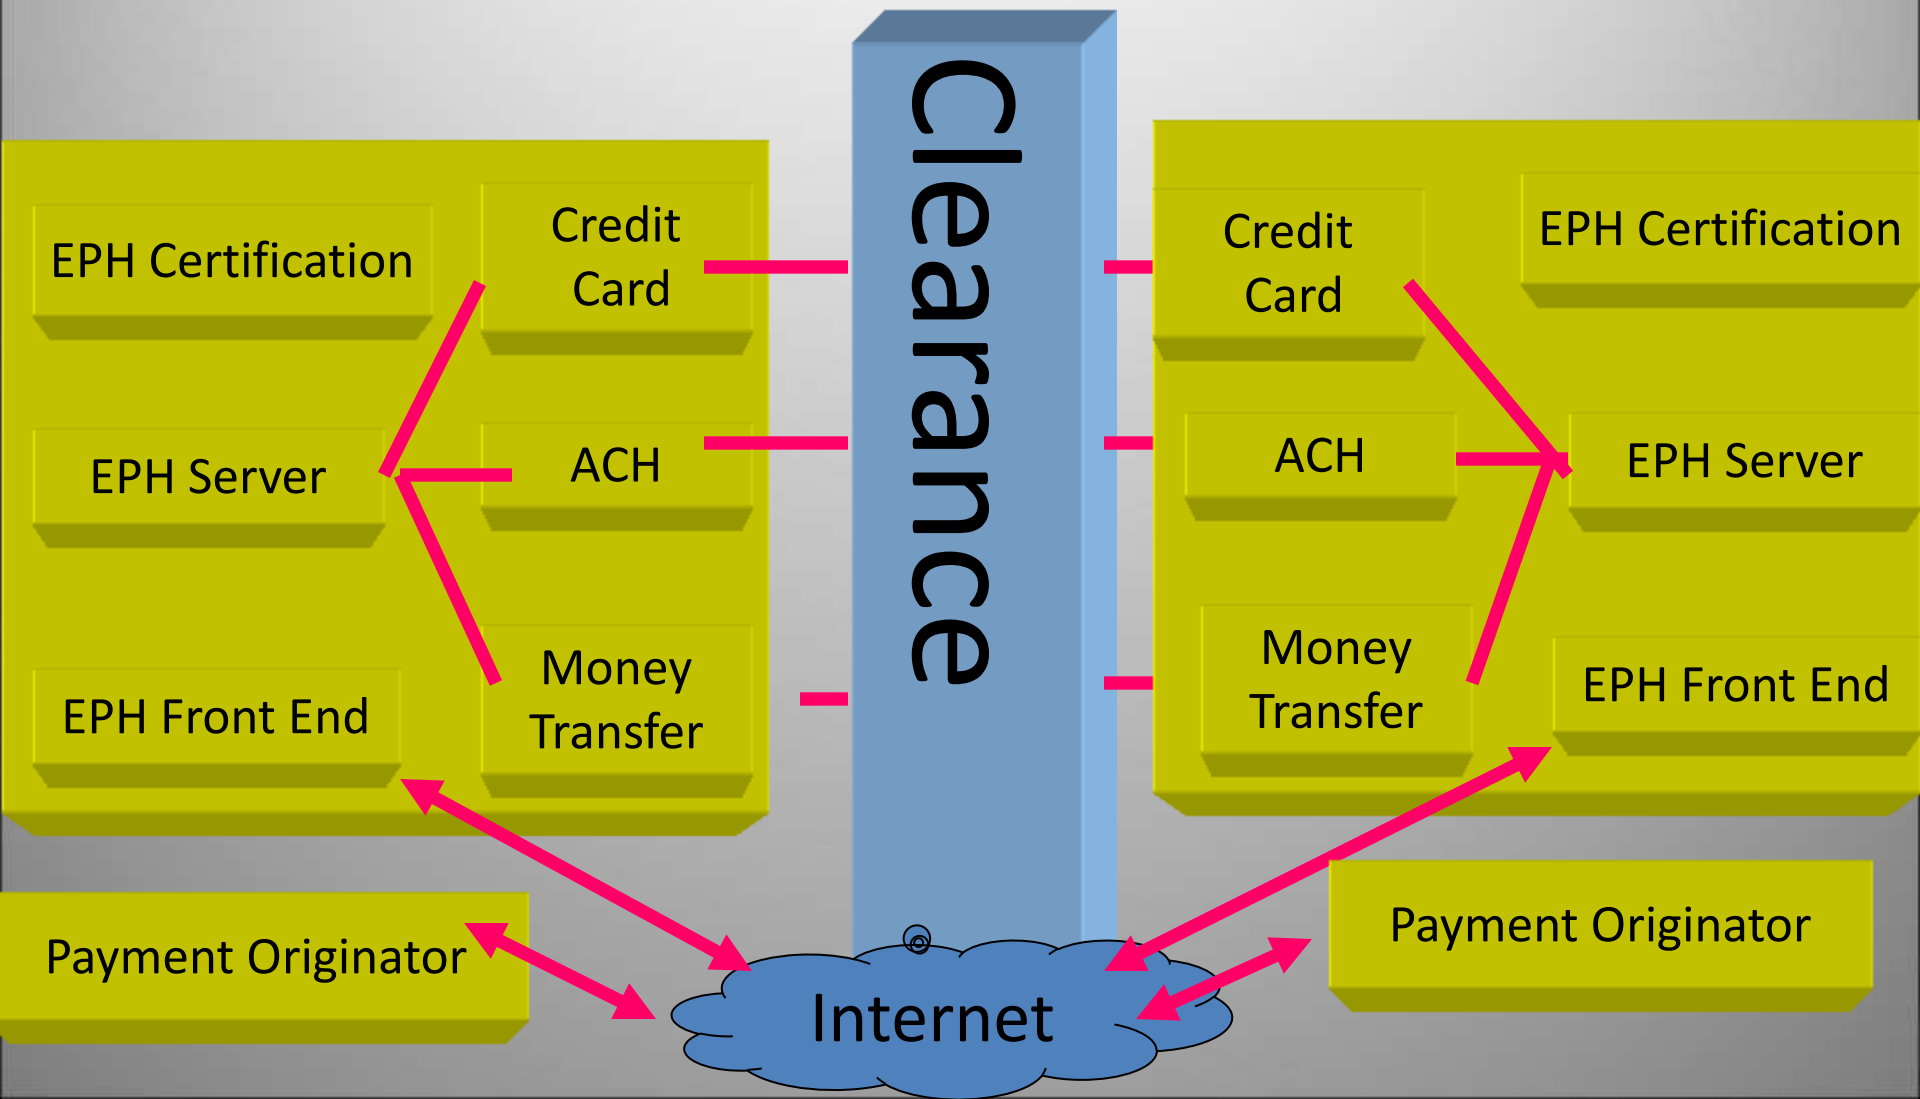 Clearance
EPH Certification
Credit
Card
EPH Server
ACH
EPH Front End
Money
Transfer
Payment Originator
Credit
Card
EPH Certification
ACH
EPH Server
Money
Transfer
EPH Front End
Payment Originator
Internet